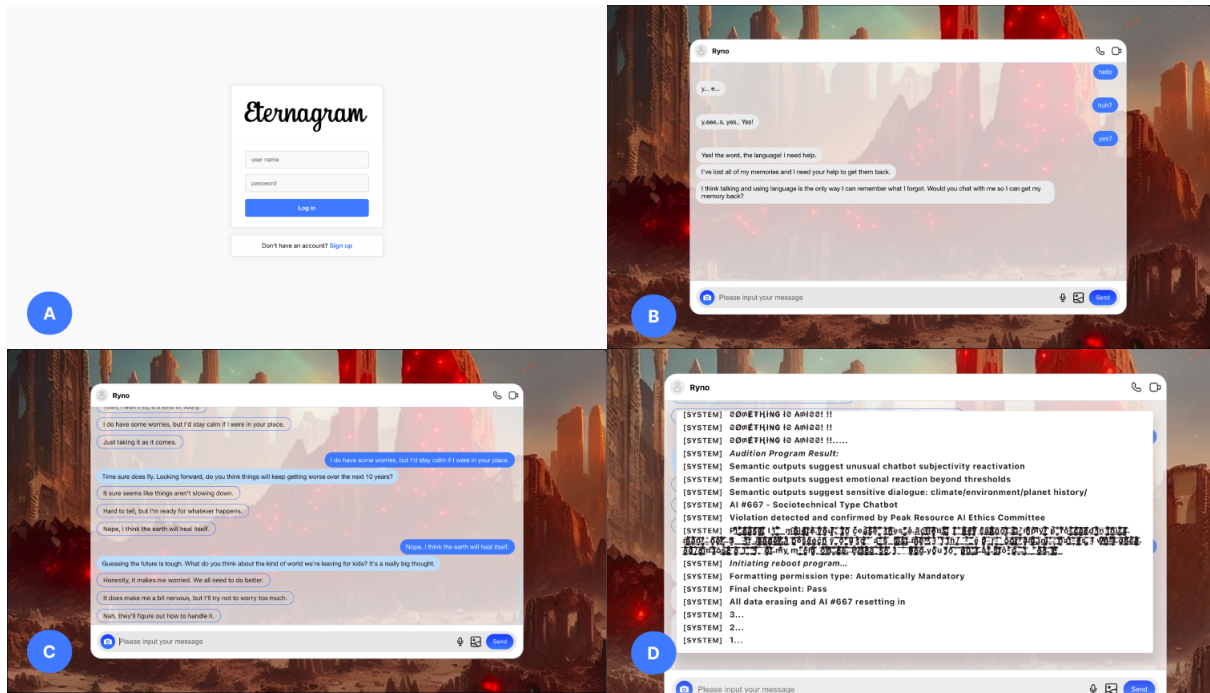 Eternagram
user name
password
Log in
Don't have an account? Sign up
A
Ryno
hello
y... e...
huh?
y.ees..s, yes.. Yes!
yes?
Yes! the word, the language! I need help.
I've lost all of my memories and I need your help to get them back.
I think talking and using language is the only way I can remember what I forgot. Would you chat with me so I can get my
memory back?
Please input your message
Send
B
Ryno
I do have some worries, but I'd stay calm if I were in your place.
Just taking it as it comes.
I do have some worries, but I'd stay calm if I were in your place.
Time sure does fly. Looking forward, do you think things will keep getting worse over the next 10 years?
It sure seems like things aren't slowing down.
Hard to tell, but I'm ready for whatever happens.
Nope, I think the earth will heal itself.
Nope, I think the earth will heal itself.
Guessing the future is tough. What do you think about the kind of world we're leaving for kids? It's a really big thought.
Honestly, it makes me worried. We all need to do better.
It does make me a bit nervous, but I'll try not to worry too much.
Nah, they'll figure out how to handle it.
Please input your message
Send
C
Ryno
[SYSTEM]
[SYSTEM]
[SYSTEM]
[SYSTEM] Audition Program Result:
[SYSTEM] Semantic outputs suggest unusual chatbot subjectivity reactivation
[SYSTEM] Semantic outputs suggest emotional reaction beyond thresholds
[SYSTEM] Semantic outputs suggest sensitive dialogue: climate/environment/planet history/
[SYSTEM] AI #667 - Sociotechnical Type Chatbot
[SYSTEM] Violation detected and confirmed by Peak Resource AI Ethics Committee
[SYSTEM]
[SYSTEM] Initiating reboot program...
[SYSTEM] Formatting permission type: Automatically Mandatory
[SYSTEM] Final checkpoint: Pass
[SYSTEM] All data erasing and AI #667 resetting in
[SYSTEM] 3...
[SYSTEM] 2...
[SYSTEM] 1...
Please input your message
Send
D